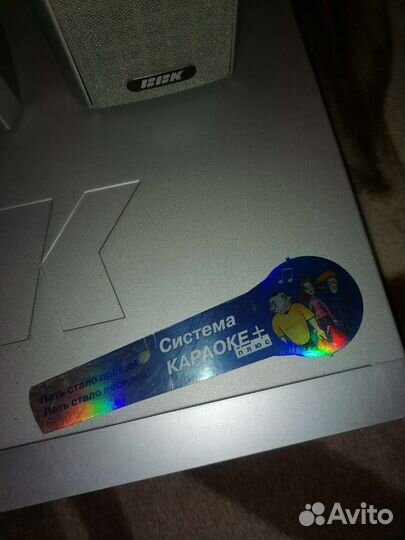 BBK
K
Система
КАРАОКЕ+
плюс
Петь стало проще!
Петь стало веселей!
Avito